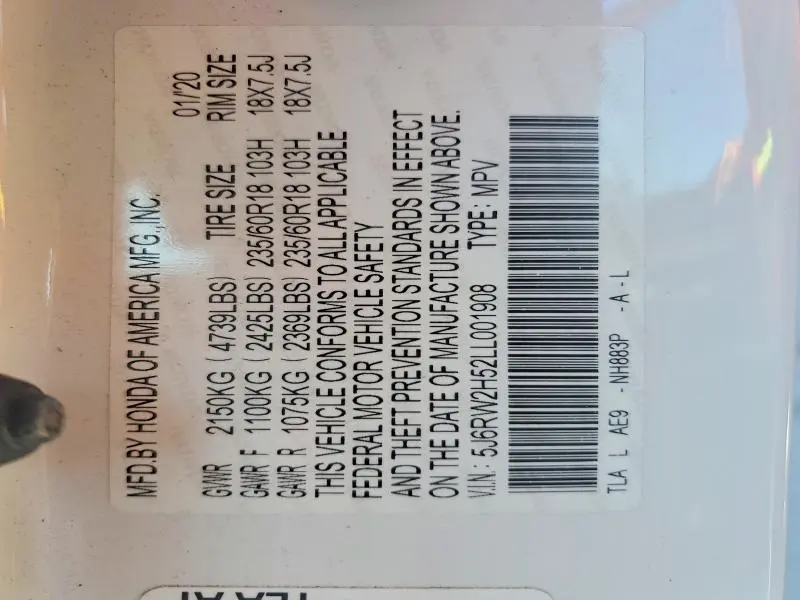 MFD.BY HONDA OF AMERICA MFG.,INC. 01/'20
GVWR 2150KG ( 4739LBS) TIRE SIZE RIM SIZE
GAWR F 1100KG ( 2425LBS) 235/60R18 103H 18X7.5J
GAWR R 1075KG ( 2369LBS) 235/60R18 103H 18X7.5J
THIS VEHICLE CONFORMS TO ALL APPLICABLE
FEDERAL MOTOR VEHICLE SAFETY
AND THEFT PREVENTION STANDARDS IN EFFECT
ON THE DATE OF MANUFACTURE SHOWN ABOVE.
V.I.N.: 5J6RW2H52LL001908 TYPE: MPV
TLA L AE9 -NH883P -A-L